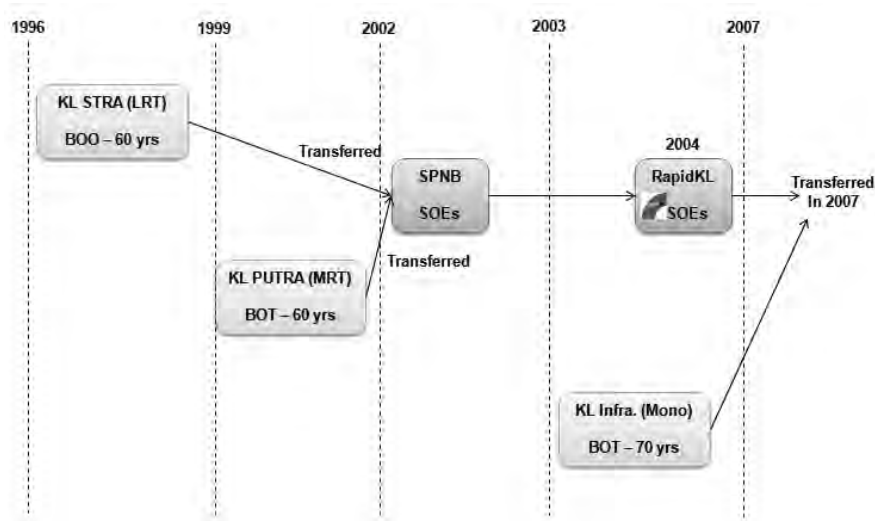 1996
1999
2002
2003
2007
KL STRA (LRT)
BOO – 60 yrs
Transferred
2004
SPNB
SOEs
RapidKL
SOEs
Transferred
In 2007
Transferred
KL PUTRA (MRT)
BOT – 60 yrs
KL Infra. (Mono)
BOT – 70 yrs